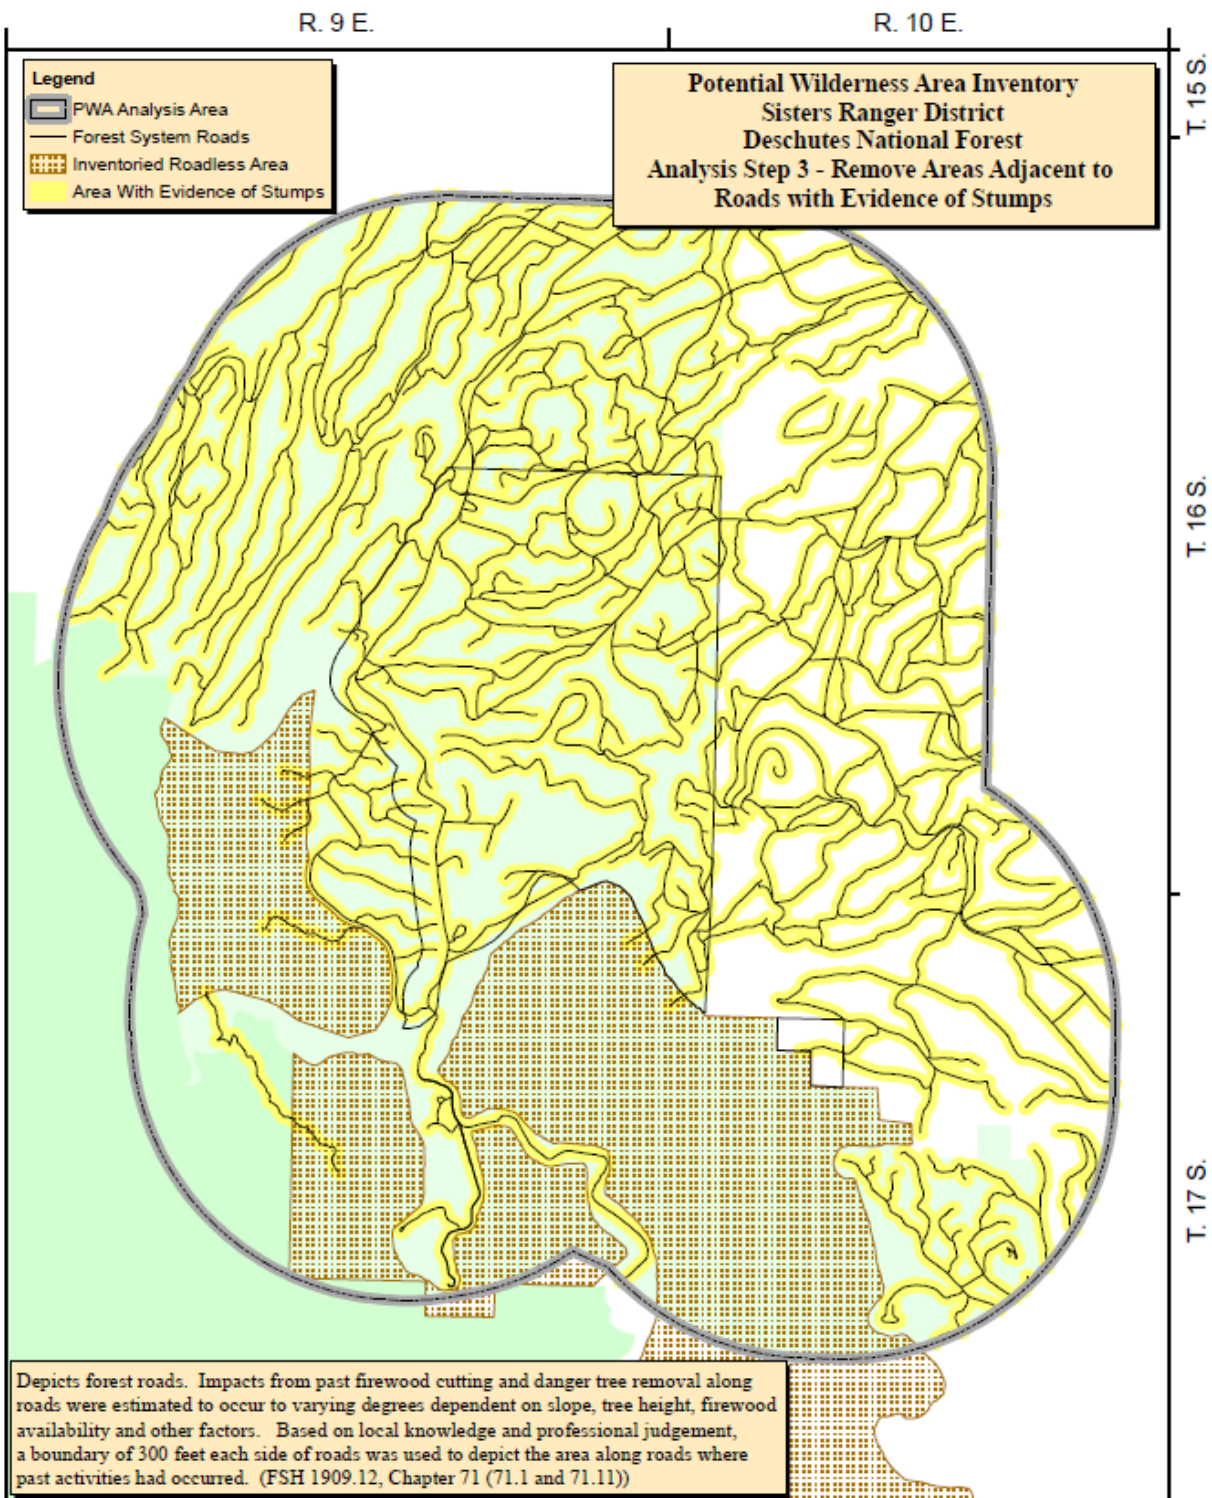 R. 9 E.
R. 10 E.
T. 15 S.
T. 16 S.
T. 17 S.
Legend
PWA Analysis Area
Forest System Roads
Inventoried Roadless Area
Area With Evidence of Stumps
Potential Wilderness Area Inventory
Sisters Ranger District
Deschutes National Forest
Analysis Step 3 - Remove Areas Adjacent to
Roads with Evidence of Stumps
Depicts forest roads. Impacts from past firewood cutting and danger tree removal along
roads were estimated to occur to varying degrees dependent on slope, tree height, firewood
availability and other factors. Based on local knowledge and professional judgement,
a boundary of 300 feet each side of roads was used to depict the area along roads where
past activities had occurred. (FSH 1909.12, Chapter 71 (71.1 and 71.11))